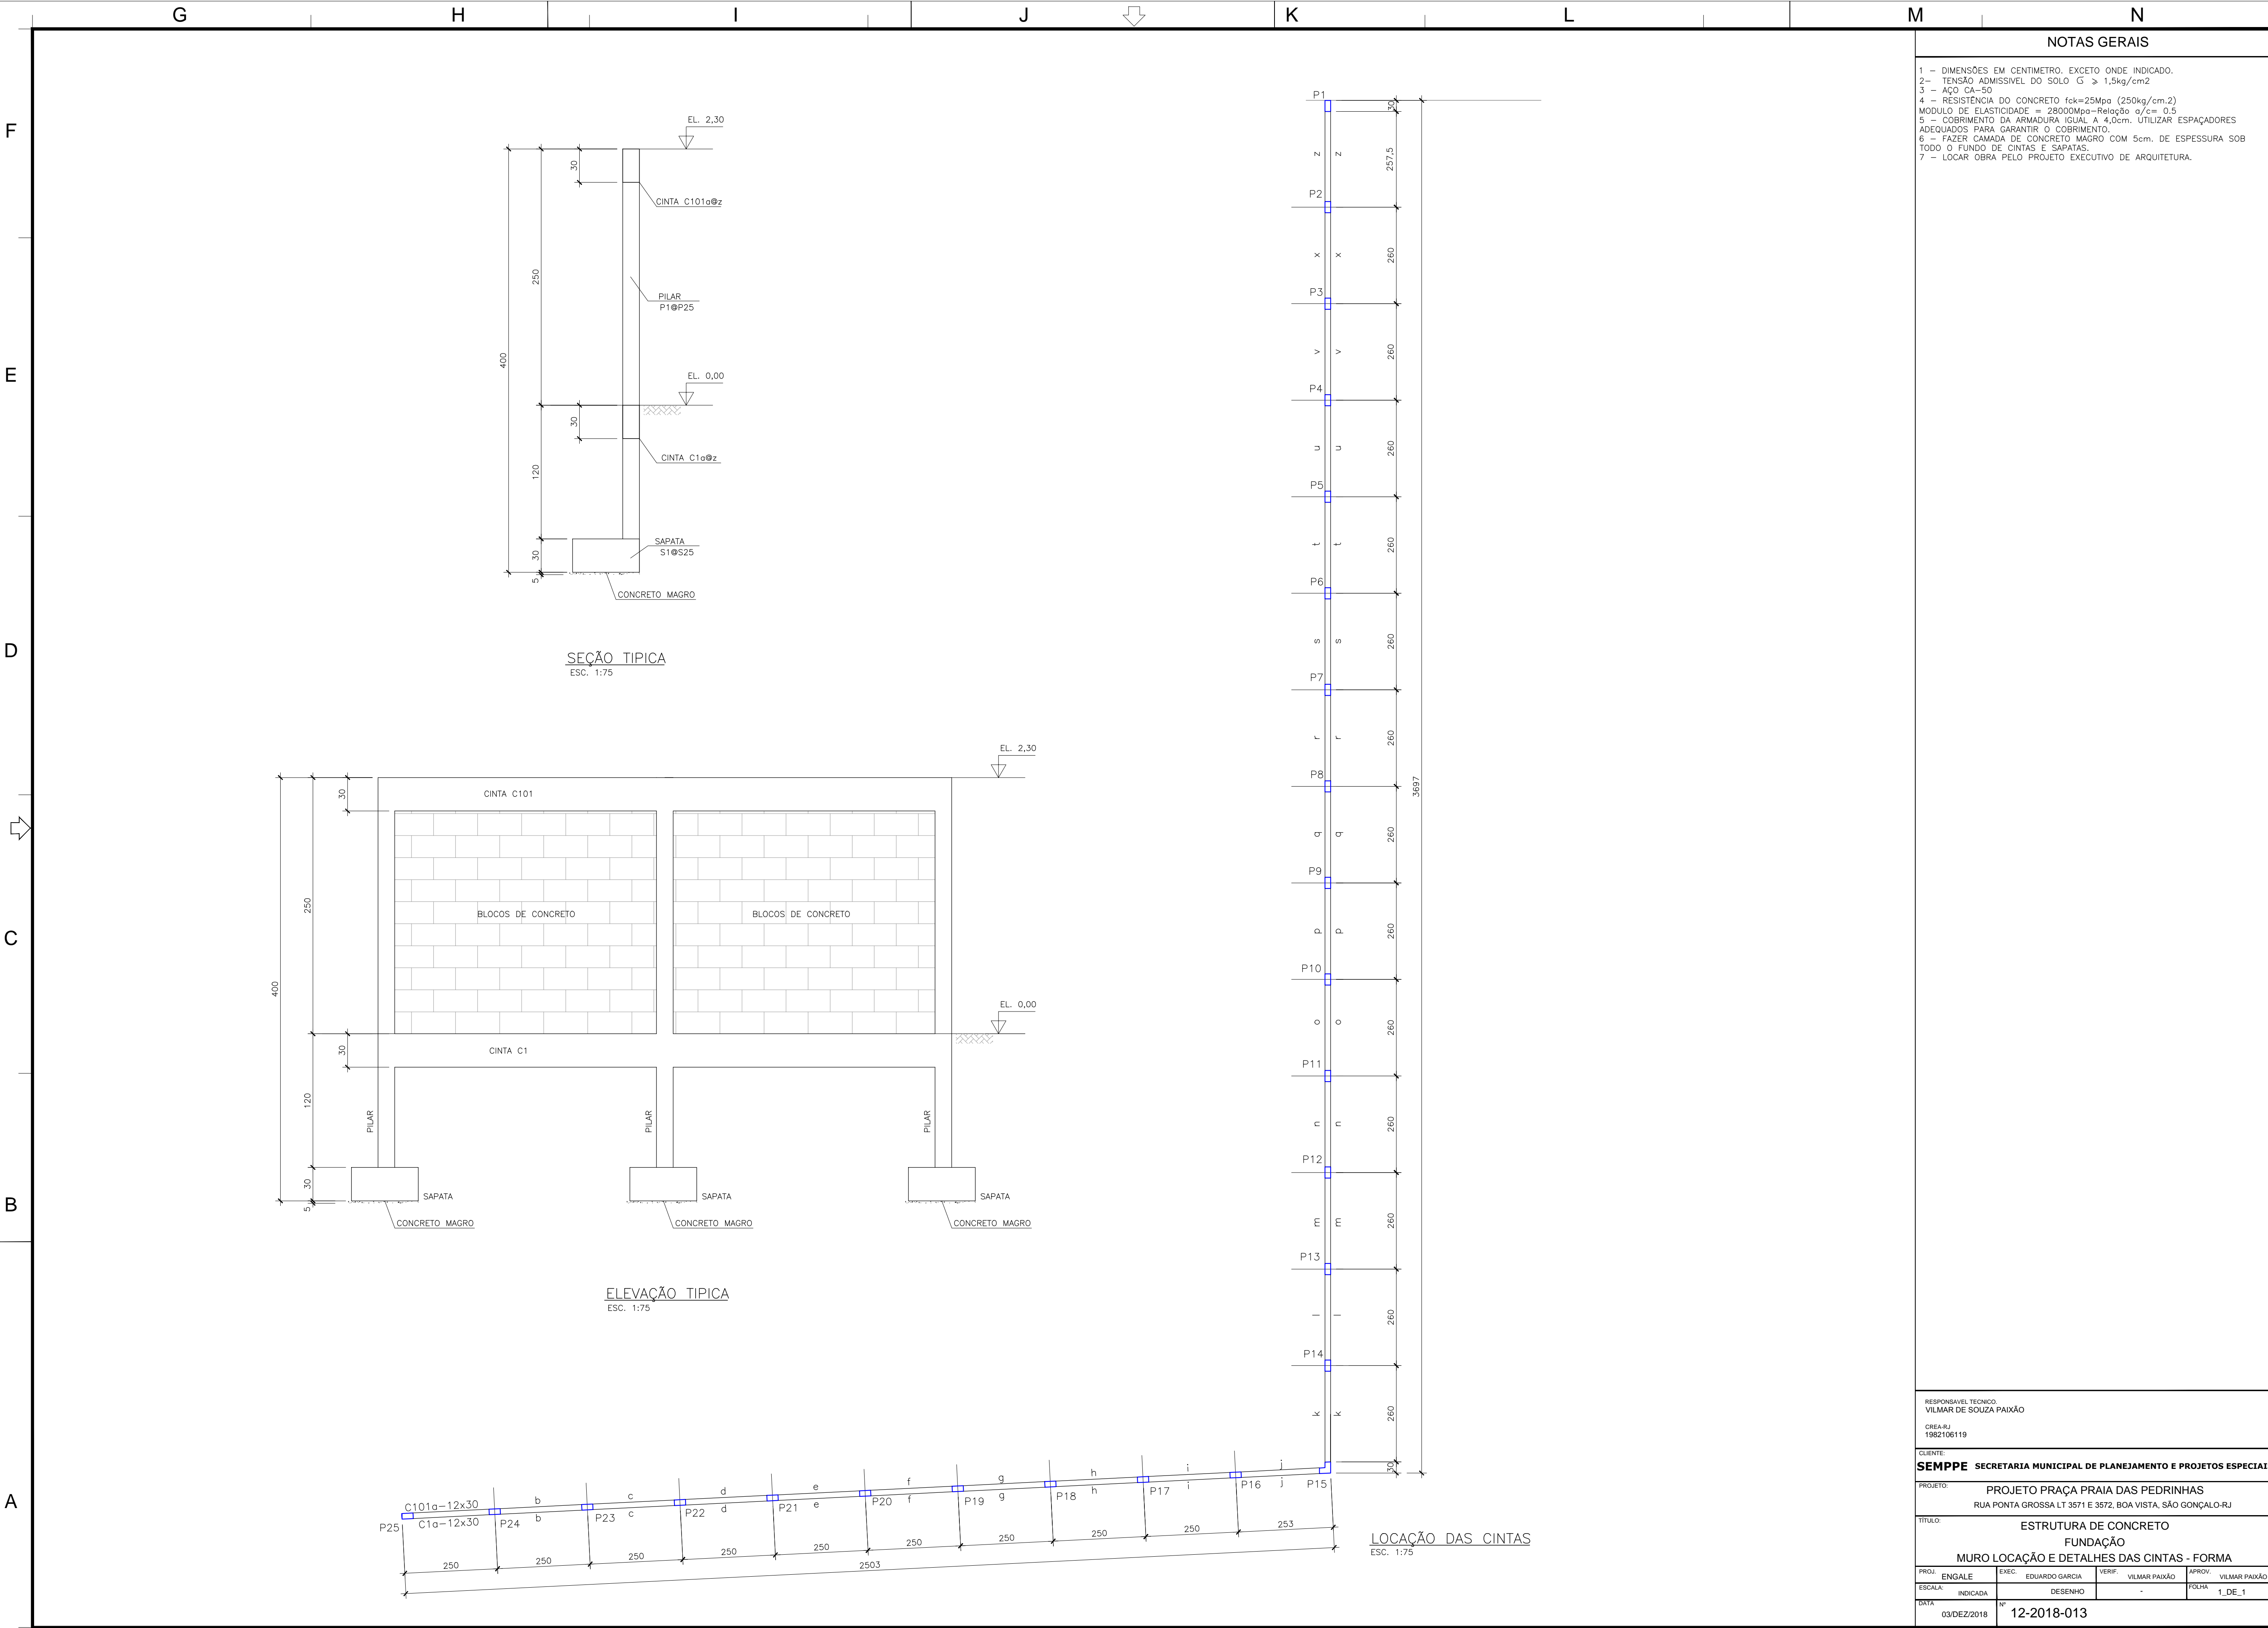 G
H
I
J
K
L
M
N
F
E
D
C
B
A
NOTAS GERAIS
1 – DIMENSÕES EM CENTIMETRO. EXCETO ONDE INDICADO.
2– TENSÃO ADMISSIVEL DO SOLO σ ⩾ 1,5kg/cm2
3 – AÇO CA–50
4 – RESISTÊNCIA DO CONCRETO fck=25Mpa (250kg/cm.2)
MODULO DE ELASTICIDADE = 28000Mpa–Relação a/c= 0.5
5 – COBRIMENTO DA ARMADURA IGUAL A 4,0cm. UTILIZAR ESPAÇADORES
ADEQUADOS PARA GARANTIR O COBRIMENTO.
6 – FAZER CAMADA DE CONCRETO MAGRO COM 5cm. DE ESPESSURA SOB
TODO O FUNDO DE CINTAS E SAPATAS.
7 – LOCAR OBRA PELO PROJETO EXECUTIVO DE ARQUITETURA.
EL. 2,30
30
CINTA C101a@z
250
PILAR
P1@P25
400
EL. 0,00
30
CINTA C1a@z
120
SAPATA
S1@S25
30
5
CONCRETO MAGRO
SEÇÃO TIPICA
ESC. 1:75
EL. 2,30
30
CINTA C101
250
BLOCOS DE CONCRETO
BLOCOS DE CONCRETO
400
EL. 0,00
30
CINTA C1
120
PILAR
PILAR
PILAR
30
5
SAPATA
SAPATA
SAPATA
CONCRETO MAGRO
CONCRETO MAGRO
CONCRETO MAGRO
ELEVAÇÃO TIPICA
ESC. 1:75
P1
30
z z 257,5
P2
x x 260
P3
v v 260
P4
u u 260
P5
t t 260
P6
s s 260
P7
r r 260
P8
3697
q q 260
P9
p p 260
P10
o o 260
P11
n n 260
P12
m m 260
P13
l l 260
P14
k k 260
30
C101a–12x30 b c d e f g h i j
C1a–12x30 b c d e f g h i j
P25 P24 P23 P22 P21 P20 P19 P18 P17 P16 P15
250 250 250 250 250 250 250 250 250 253
2503
LOCAÇÃO DAS CINTAS
ESC. 1:75
RESPONSAVEL TECNICO.
VILMAR DE SOUZA PAIXÃO
CREA-RJ
1982106119
CLIENTE:
SEMPPE SECRETARIA MUNICIPAL DE PLANEJAMENTO E PROJETOS ESPECIAI
PROJETO:
PROJETO PRAÇA PRAIA DAS PEDRINHAS
RUA PONTA GROSSA LT 3571 E 3572, BOA VISTA, SÃO GONÇALO-RJ
TÍTULO:
ESTRUTURA DE CONCRETO
FUNDAÇÃO
MURO LOCAÇÃO E DETALHES DAS CINTAS - FORMA
PROJ. ENGALE EXEC. EDUARDO GARCIA VERIF. VILMAR PAIXÃO APROV. VILMAR PAIXÃO
ESCALA: INDICADA DESENHO - FOLHA 1_DE_1
DATA 03/DEZ/2018 Nº 12-2018-013